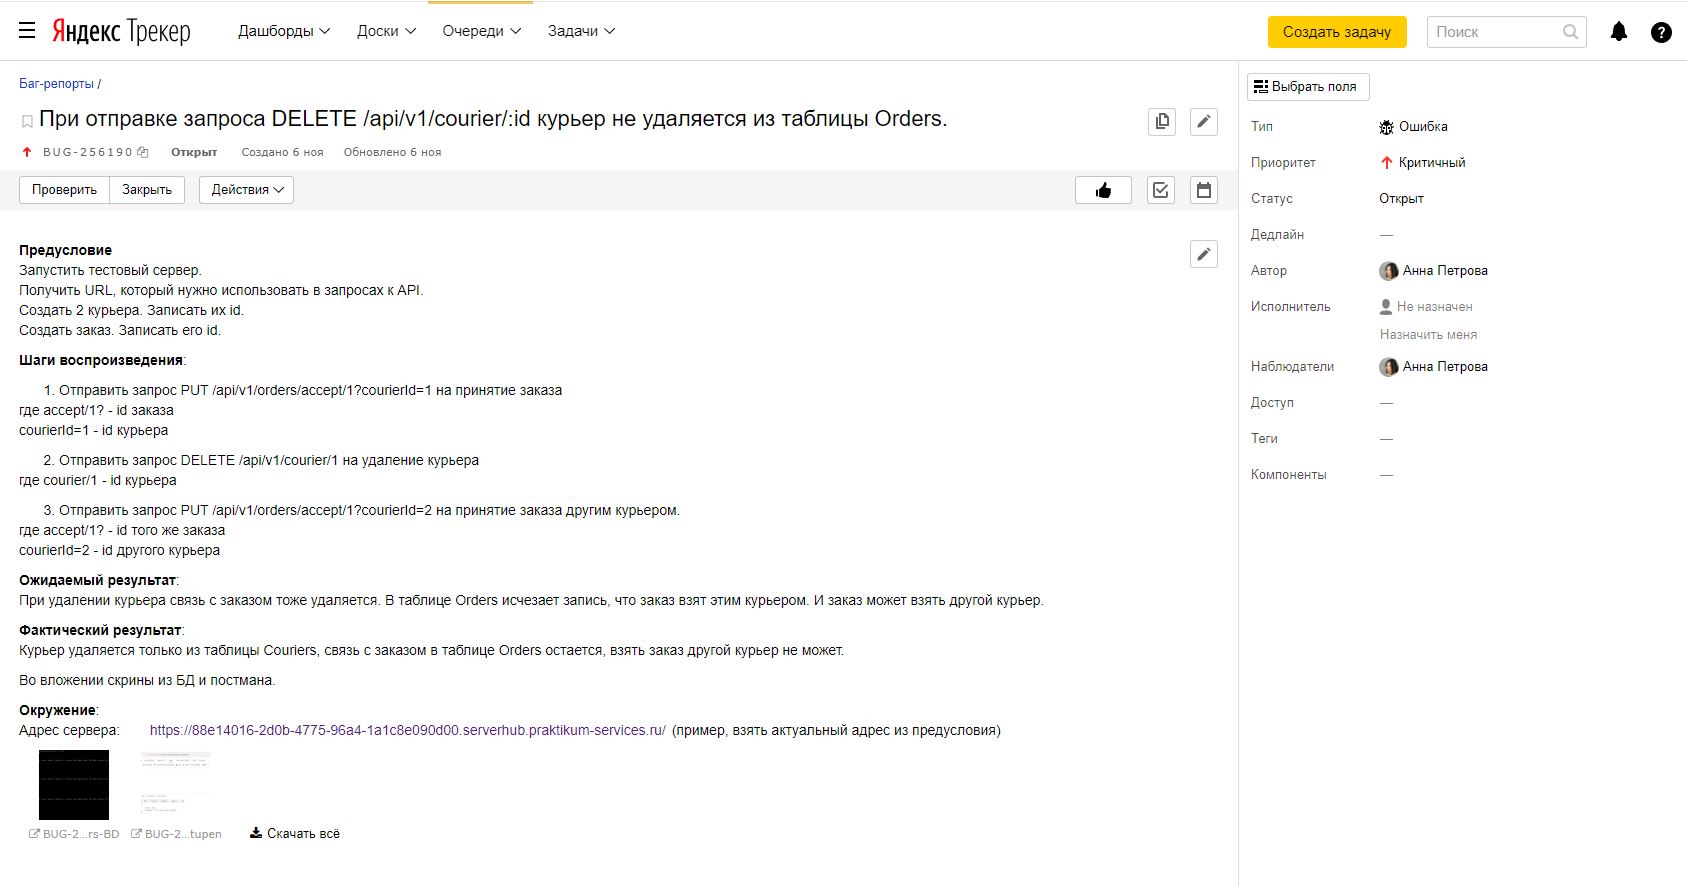 Яндекс Трекер Дашборды Доски Очереди Задачи Создать задачу Поиск ?
Баг-репорты /
При отправке запроса DELETE /api/v1/courier/:id курьер не удаляется из таблицы Orders.
BUG-256190 Открыт Создано 6 ноя Обновлено 6 ноя
Проверить Закрыть Действия
Предусловие
Запустить тестовый сервер.
Получить URL, который нужно использовать в запросах к API.
Создать 2 курьера. Записать их id.
Создать заказ. Записать его id.
Шаги воспроизведения:
1. Отправить запрос PUT /api/v1/orders/accept/1?courierId=1 на принятие заказа
где accept/1? - id заказа
courierId=1 - id курьера
2. Отправить запрос DELETE /api/v1/courier/1 на удаление курьера
где courier/1 - id курьера
3. Отправить запрос PUT /api/v1/orders/accept/1?courierId=2 на принятие заказа другим курьером.
где accept/1? - id того же заказа
courierId=2 - id другого курьера
Ожидаемый результат:
При удалении курьера связь с заказом тоже удаляется. В таблице Orders исчезает запись, что заказ взят этим курьером. И заказ может взять другой курьер.
Фактический результат:
Курьер удаляется только из таблицы Couriers, связь с заказом в таблице Orders остается, взять заказ другой курьер не может.
Во вложении скрины из БД и постмана.
Окружение:
Адрес сервера: https://88e14016-2d0b-4775-96a4-1a1c8e090d00.serverhub.praktikum-services.ru/ (пример, взять актуальный адрес из предусловия)
BUG-2...rs-BD BUG-2...tupen Скачать всё
Выбрать поля
Тип Ошибка
Приоритет Критичный
Статус Открыт
Дедлайн —
Автор Анна Петрова
Исполнитель Не назначен
Назначить меня
Наблюдатели Анна Петрова
Доступ —
Теги —
Компоненты —